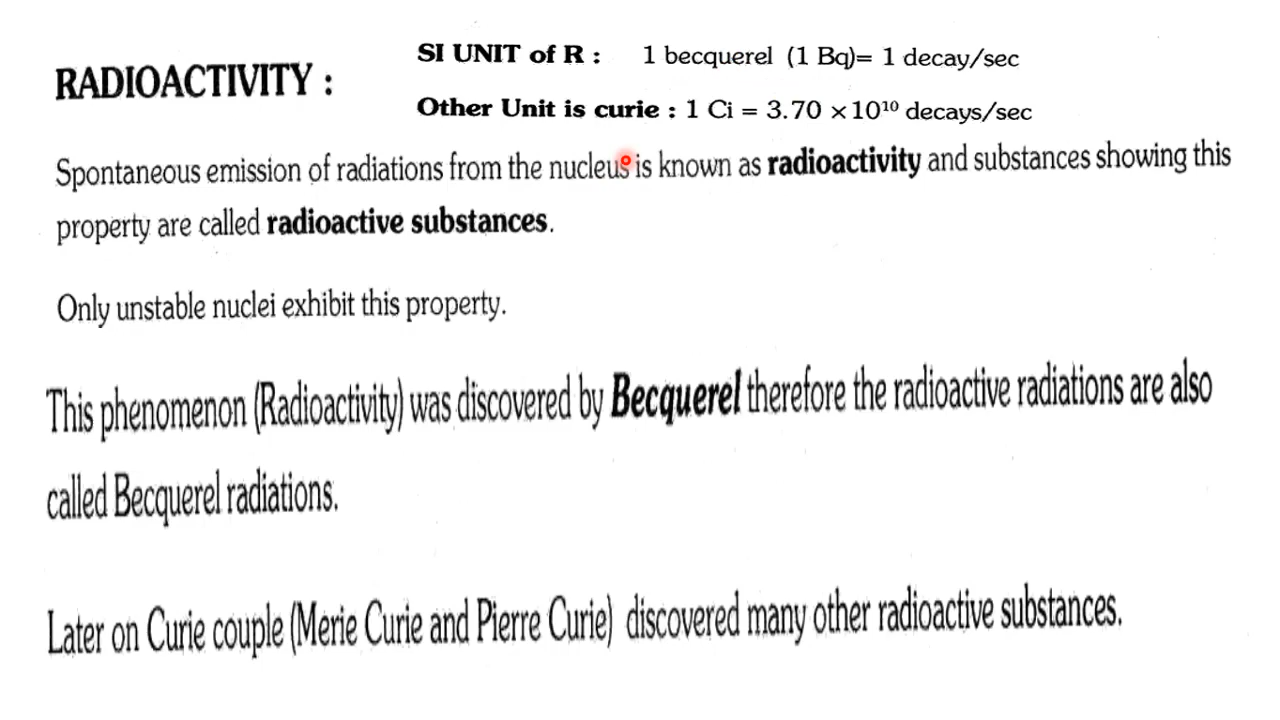 RADIOACTIVITY :
SI UNIT of R : 1 becquerel (1 Bq)= 1 decay/sec
Other Unit is curie : 1 Ci = 3.70 ×10¹⁰ decays/sec
Spontaneous emission of radiations from the nucleus is known as radioactivity and substances showing this
property are called radioactive substances.
Only unstable nuclei exhibit this property.
This phenomenon (Radioactivity) was discovered by Becquerel therefore the radioactive radiations are also
called Becquerel radiations.
Later on Curie couple (Merie Curie and Pierre Curie) discovered many other radioactive substances.